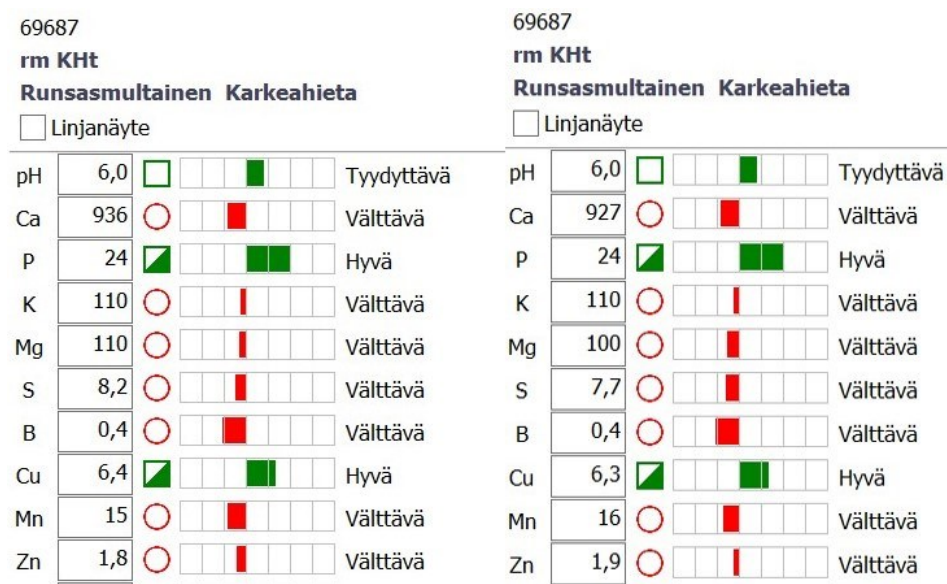 69687
rm KHt
Runsasmultainen Karkeahieta
Linjanäyte
pH 6,0 Tyydyttävä
Ca 936 Välttävä
P 24 Hyvä
K 110 Välttävä
Mg 110 Välttävä
S 8,2 Välttävä
B 0,4 Välttävä
Cu 6,4 Hyvä
Mn 15 Välttävä
Zn 1,8 Välttävä
69687
rm KHt
Runsasmultainen Karkeahieta
Linjanäyte
pH 6,0 Tyydyttävä
Ca 927 Välttävä
P 24 Hyvä
K 110 Välttävä
Mg 100 Välttävä
S 7,7 Välttävä
B 0,4 Välttävä
Cu 6,3 Hyvä
Mn 16 Välttävä
Zn 1,9 Välttävä